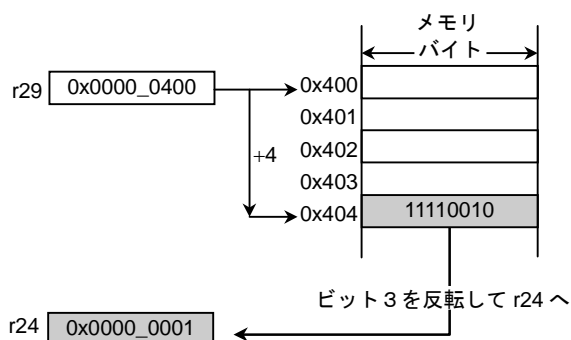 メモリ
バイト
r29 0x0000_0400
0x400
0x401
+4
0x402
0x403
0x404
11110010
ビット3を反転して r24 へ
r24 0x0000_0001